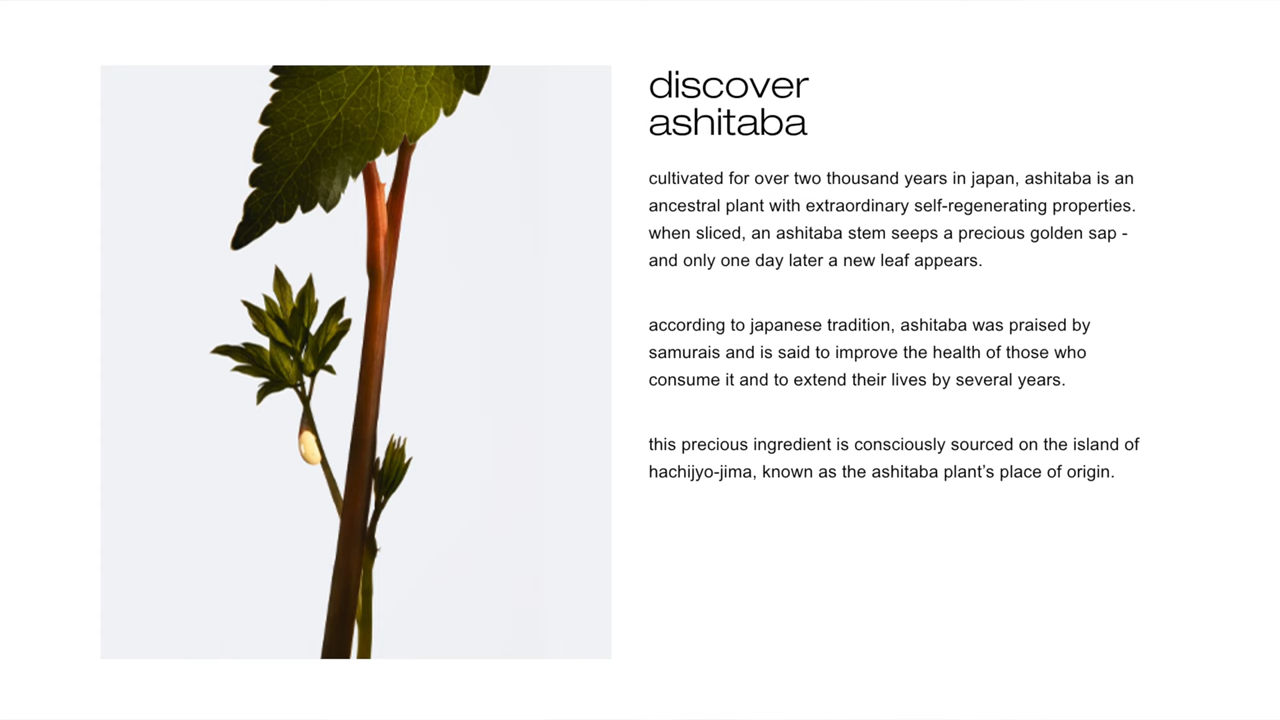 discover
ashitaba
cultivated for over two thousand years in japan, ashitaba is an
ancestral plant with extraordinary self-regenerating properties.
when sliced, an ashitaba stem seeps a precious golden sap -
and only one day later a new leaf appears.
according to japanese tradition, ashitaba was praised by
samurais and is said to improve the health of those who
consume it and to extend their lives by several years.
this precious ingredient is consciously sourced on the island of
hachijyo-jima, known as the ashitaba plant’s place of origin.